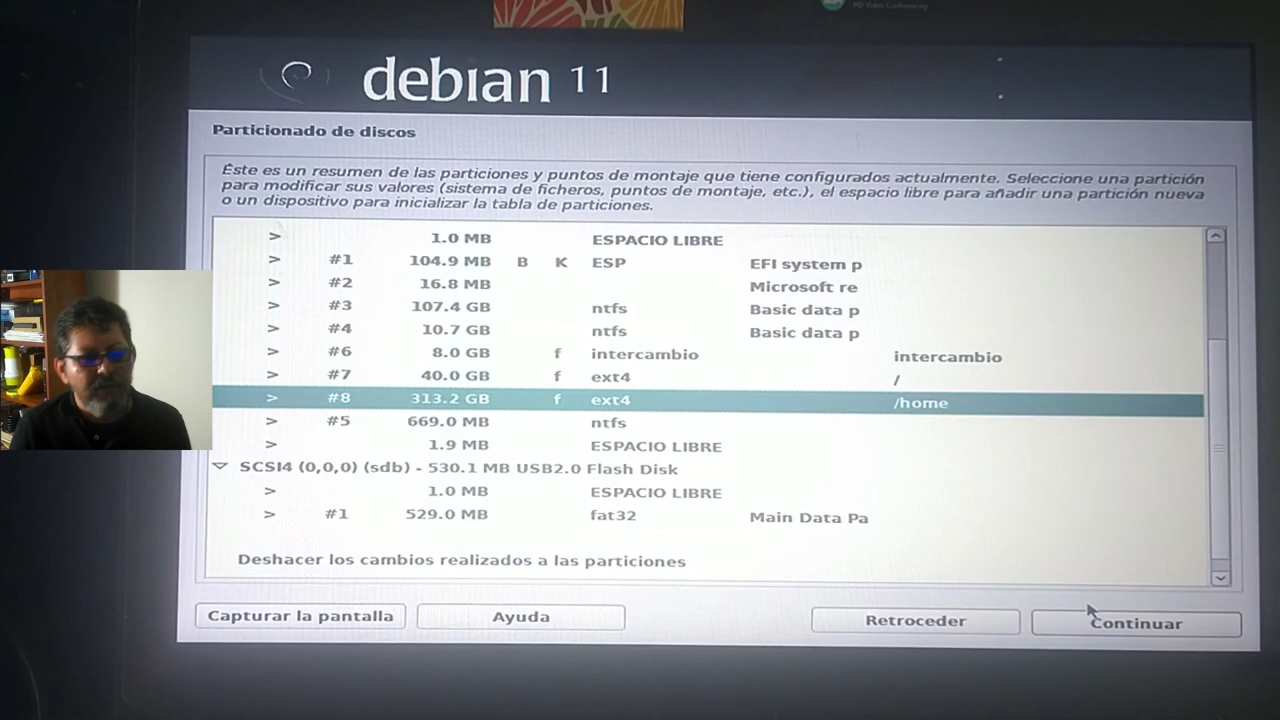 HD Video Conferencing
debian 11
Particionado de discos
Éste es un resumen de las particiones y puntos de montaje que tiene configurados actualmente. Seleccione una partición
para modificar sus valores (sistema de ficheros, puntos de montaje, etc.), el espacio libre para añadir una partición nueva
o un dispositivo para inicializar la tabla de particiones.
> 1.0 MB ESPACIO LIBRE
> #1 104.9 MB B K ESP EFI system p
> #2 16.8 MB Microsoft re
> #3 107.4 GB ntfs Basic data p
> #4 10.7 GB ntfs Basic data p
> #6 8.0 GB f intercambio intercambio
> #7 40.0 GB f ext4 /
> #8 313.2 GB f ext4 /home
> #5 669.0 MB ntfs
> 1.9 MB ESPACIO LIBRE
SCSI4 (0,0,0) (sdb) - 530.1 MB USB2.0 Flash Disk
> 1.0 MB ESPACIO LIBRE
> #1 529.0 MB fat32 Main Data Pa
Deshacer los cambios realizados a las particiones
Capturar la pantalla Ayuda Retroceder Continuar